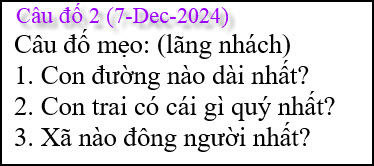 Câu đố 2 (7-Dec-2024)
Câu đố mẹo: (lãng nhách)
1. Con đường nào dài nhất?
2. Con trai có cái gì quý nhất?
3. Xã nào đông người nhất?